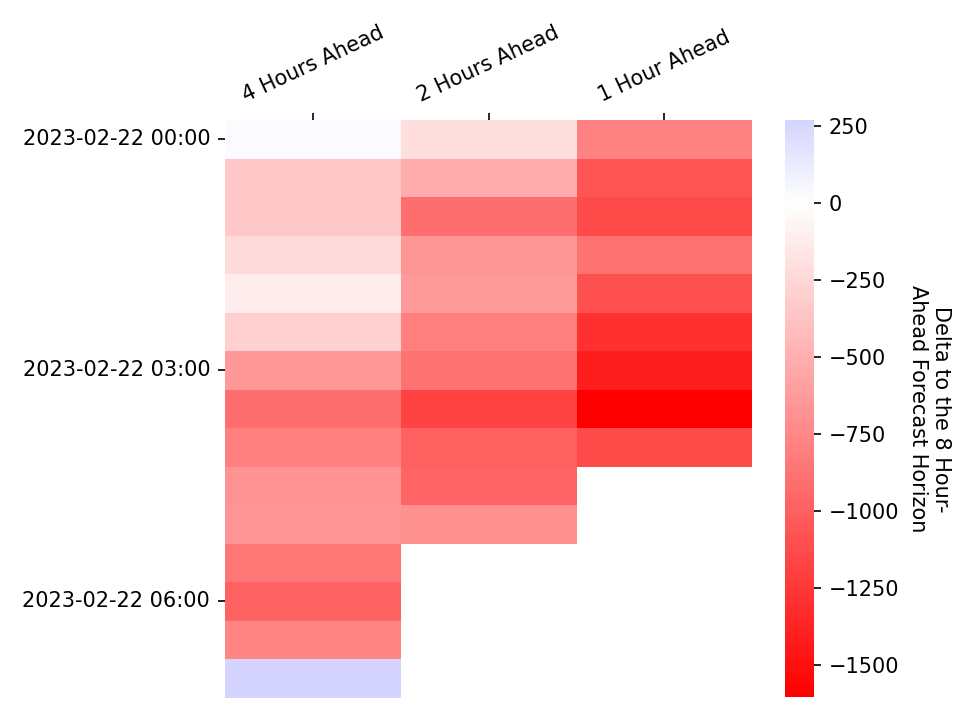 4 Hours Ahead
2 Hours Ahead
1 Hour Ahead
2023-02-22 00:00
2023-02-22 03:00
2023-02-22 06:00
250
0
−250
−500
−750
−1000
−1250
−1500
Delta to the 8 Hour-
Ahead Forecast Horizon